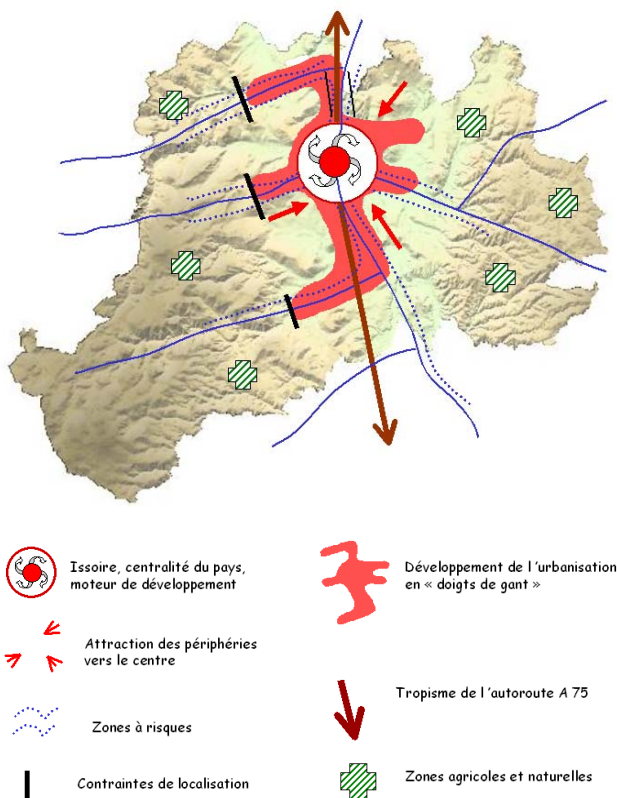 Issoire, centralité du pays,
moteur de développement
Développement de l'urbanisation
en « doigts de gant »
Attraction des périphéries
vers le centre
Tropisme de l'autoroute A 75
Zones à risques
Contraintes de localisation
Zones agricoles et naturelles